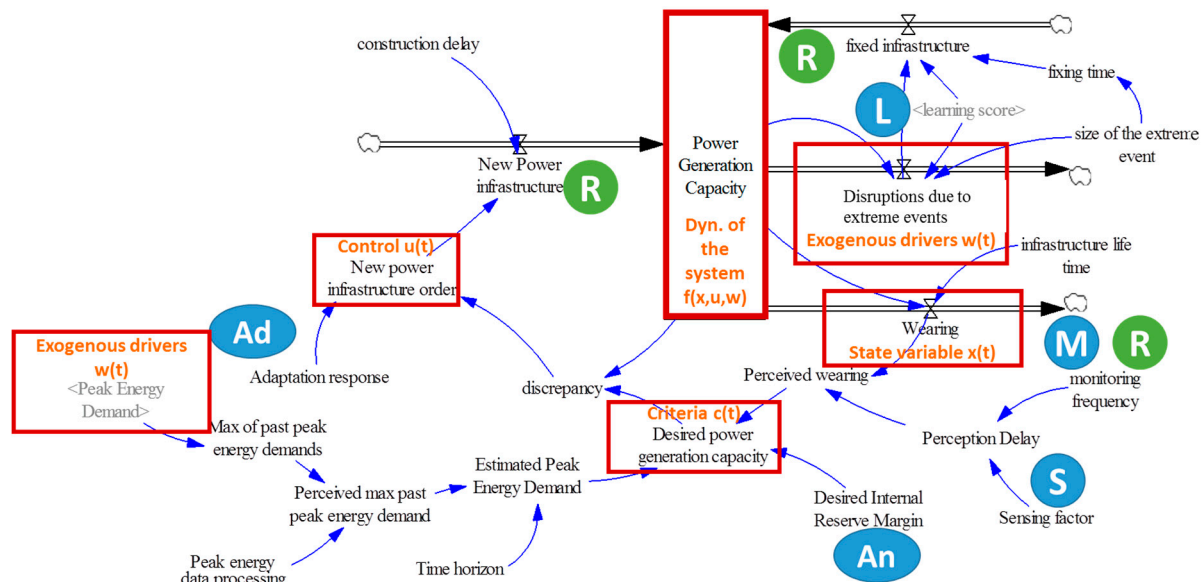 construction delay
New Power
infrastructure
R
Control u(t)
New power
infrastructure order
Ad
Exogenous drivers
w(t)
<Peak Energy
Demand>
Adaptation response
Max of past peak
energy demands
Perceived max past
peak energy demand
Peak energy
data processing
Estimated Peak
Energy Demand
Time horizon
discrepancy
Criteria c(t)
Desired power
generation capacity
Desired Internal
Reserve Margin
An
Power
Generation
Capacity
Dyn. of
the
system
f(x,u,w)
R
fixed infrastructure
fixing time
L
<learning score>
size of the extreme
event
Disruptions due to
extreme events
Exogenous drivers w(t)
infrastructure life
time
Wearing
State variable x(t)
M
R
Perceived wearing
monitoring
frequency
Perception Delay
S
Sensing factor